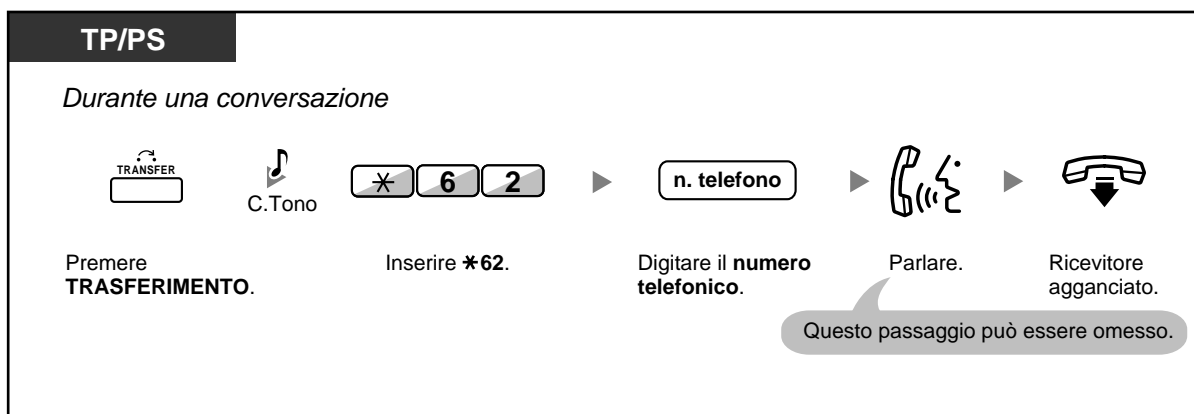 TP/PS
Durante una conversazione
TRANSFER
C.Tono
* 6 2
n. telefono
Premere
TRASFERIMENTO.
Inserire *62.
Digitare il numero
telefonico.
Parlare.
Ricevitore
agganciato.
Questo passaggio può essere omesso.